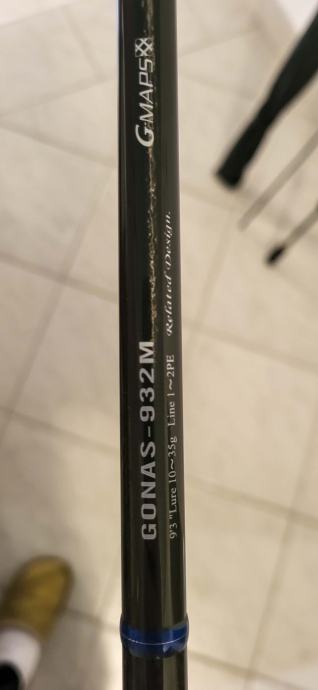 GONAS-932M
G-MAPS
9'3 "Lure 10～35g Line 1～2PE
Related Design.